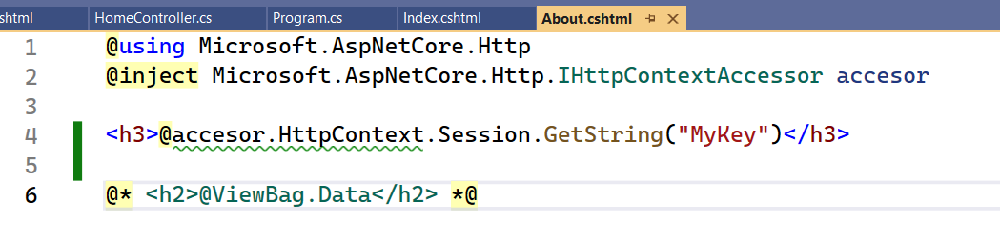 shtml HomeController.cs Program.cs Index.cshtml About.cshtml
1 @using Microsoft.AspNetCore.Http
2 @inject Microsoft.AspNetCore.Http.IHttpContextAccessor accesor
3
4 <h3>@accesor.HttpContext.Session.GetString("MyKey")</h3>
5
6 @* <h2>@ViewBag.Data</h2> *@